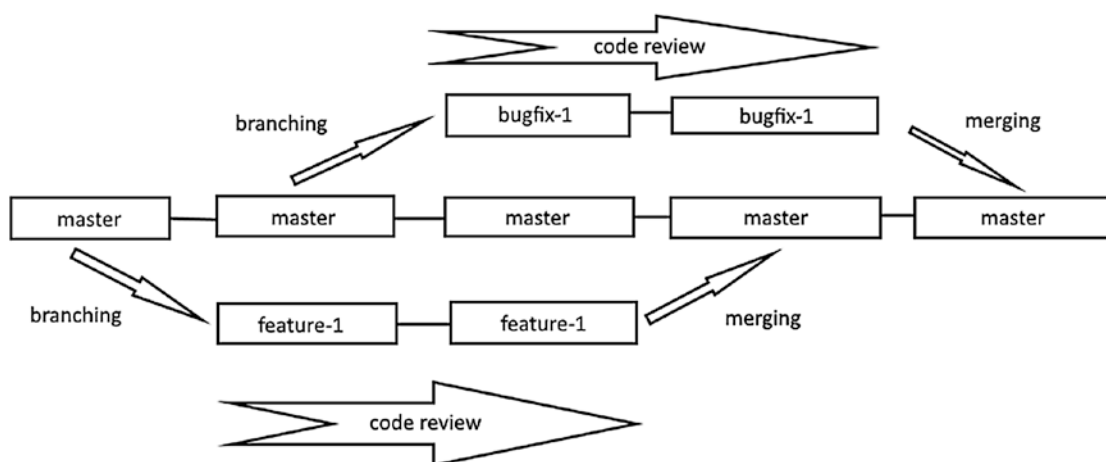 code review
branching
bugfix-1
bugfix-1
merging
master
master
master
master
master
branching
feature-1
feature-1
merging
code review